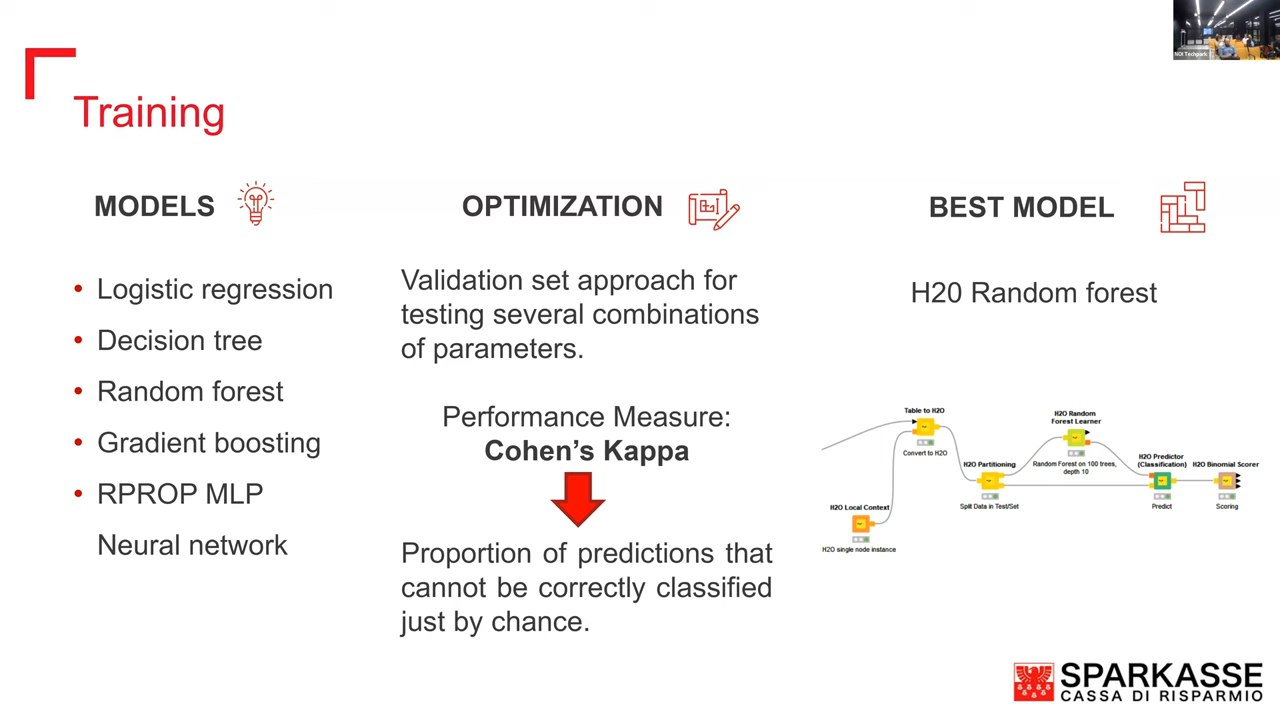 NOI Techpark
Training
MODELS
Logistic regression
Decision tree
Random forest
Gradient boosting
RPROP MLP
Neural network
OPTIMIZATION
Validation set approach for
testing several combinations
of parameters.
Performance Measure:
Cohen's Kappa
Proportion of predictions that
cannot be correctly classified
just by chance.
BEST MODEL
H20 Random forest
Table to H2O
Convert to H2O
H2O Local Context
H2O single node instance
H2O Partitioning
Split Data in Test/Set
H2O Random
Forest Learner
Random Forest on 100 trees,
depth 10
H2O Predictor
(Classification)
Predict
H2O Binomial Scorer
Scoring
SPARKASSE
CASSA DI RISPARMIO